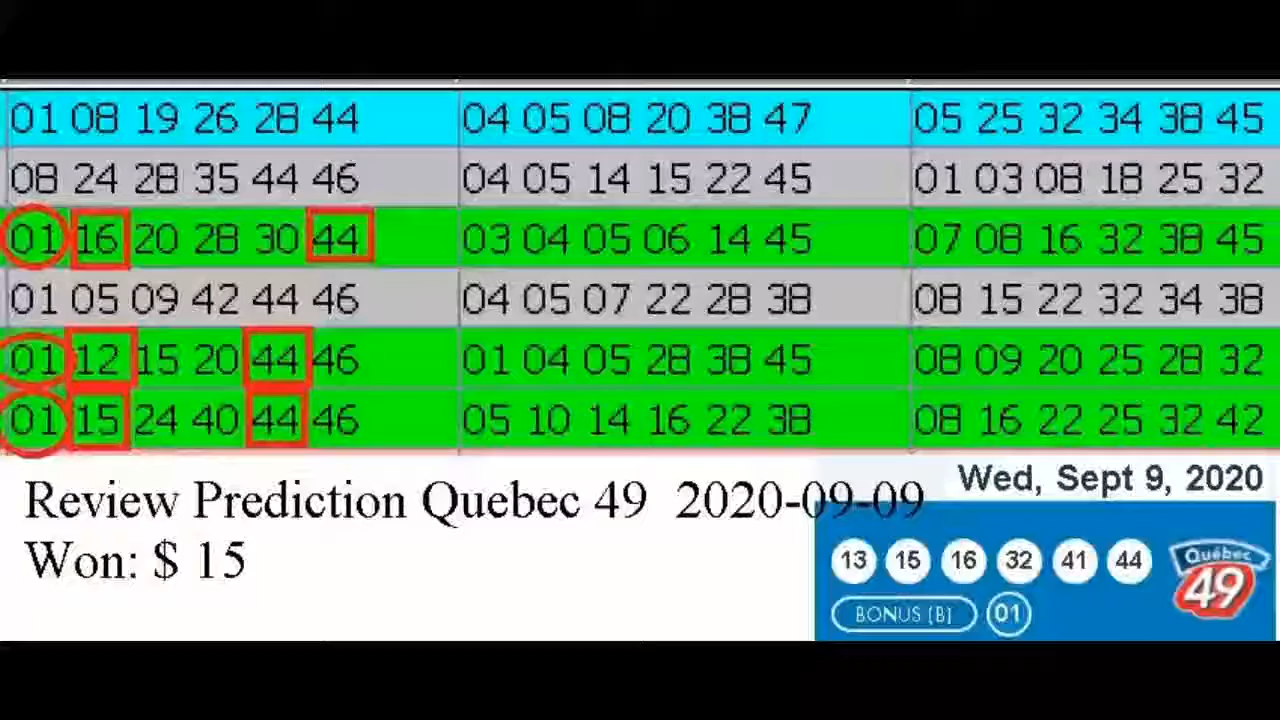 01 08 19 26 28 44 04 05 08 20 38 47 05 25 32 34 38 45
08 24 28 35 44 46 04 05 14 15 22 45 01 03 08 18 25 32
01 16 20 28 30 44 03 04 05 06 14 45 07 08 16 32 38 45
01 05 09 42 44 46 04 05 07 22 28 38 08 15 22 32 34 38
01 12 15 20 44 46 01 04 05 28 38 45 08 09 20 25 28 32
01 15 24 40 44 46 05 10 14 16 22 38 08 16 22 25 32 42
Wed, Sept 9, 2020
Review Prediction Quebec 49 2020-09-09
Won: $ 15
13 15 16 32 41 44
Québec
49
BONUS (B) 01